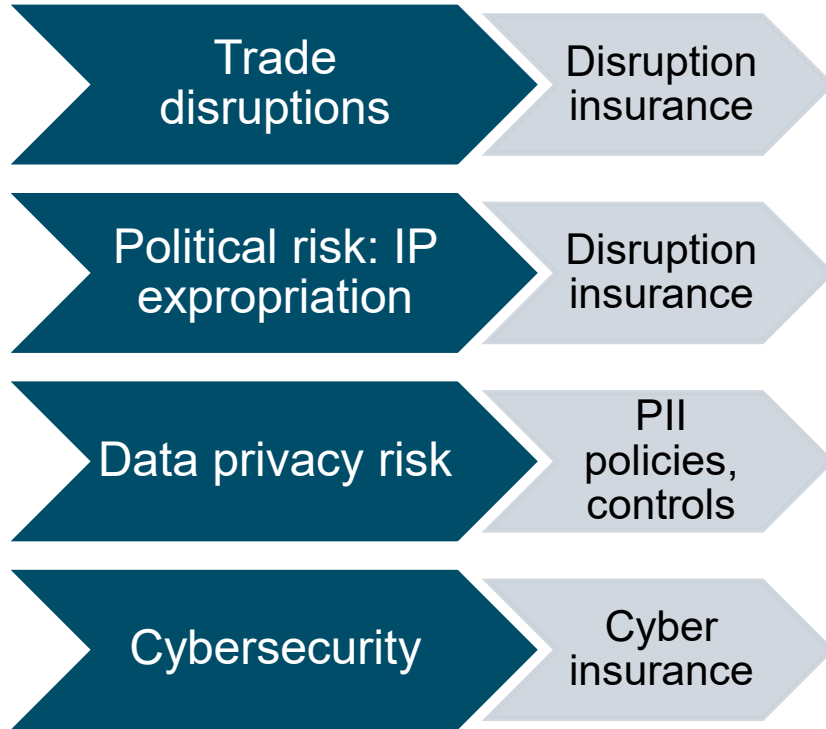 Trade
disruptions
Disruption
insurance
Political risk: IP
expropriation
Disruption
insurance
Data privacy risk
PII
policies,
controls
Cybersecurity
Cyber
insurance